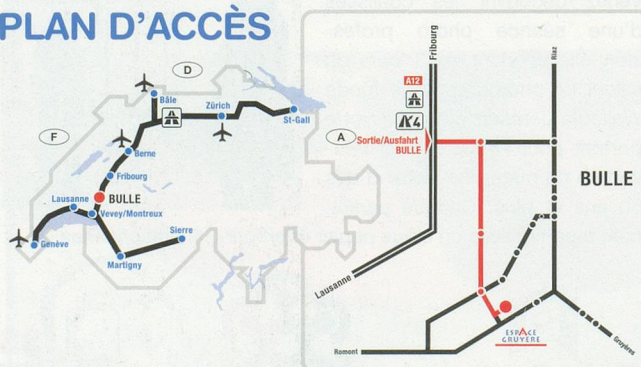 PLAN D'ACCÈS
D
F
A
Bâle
Zürich
St-Gall
Berne
Fribourg
BULLE
Lausanne
Vevey/Montreux
Genève
Sierre
Martigny
Fribourg
Riaz
A12
4
Sortie/Ausfahrt
BULLE
BULLE
Lausanne
Romont
ESPACE
GRUYERE
Gruyères